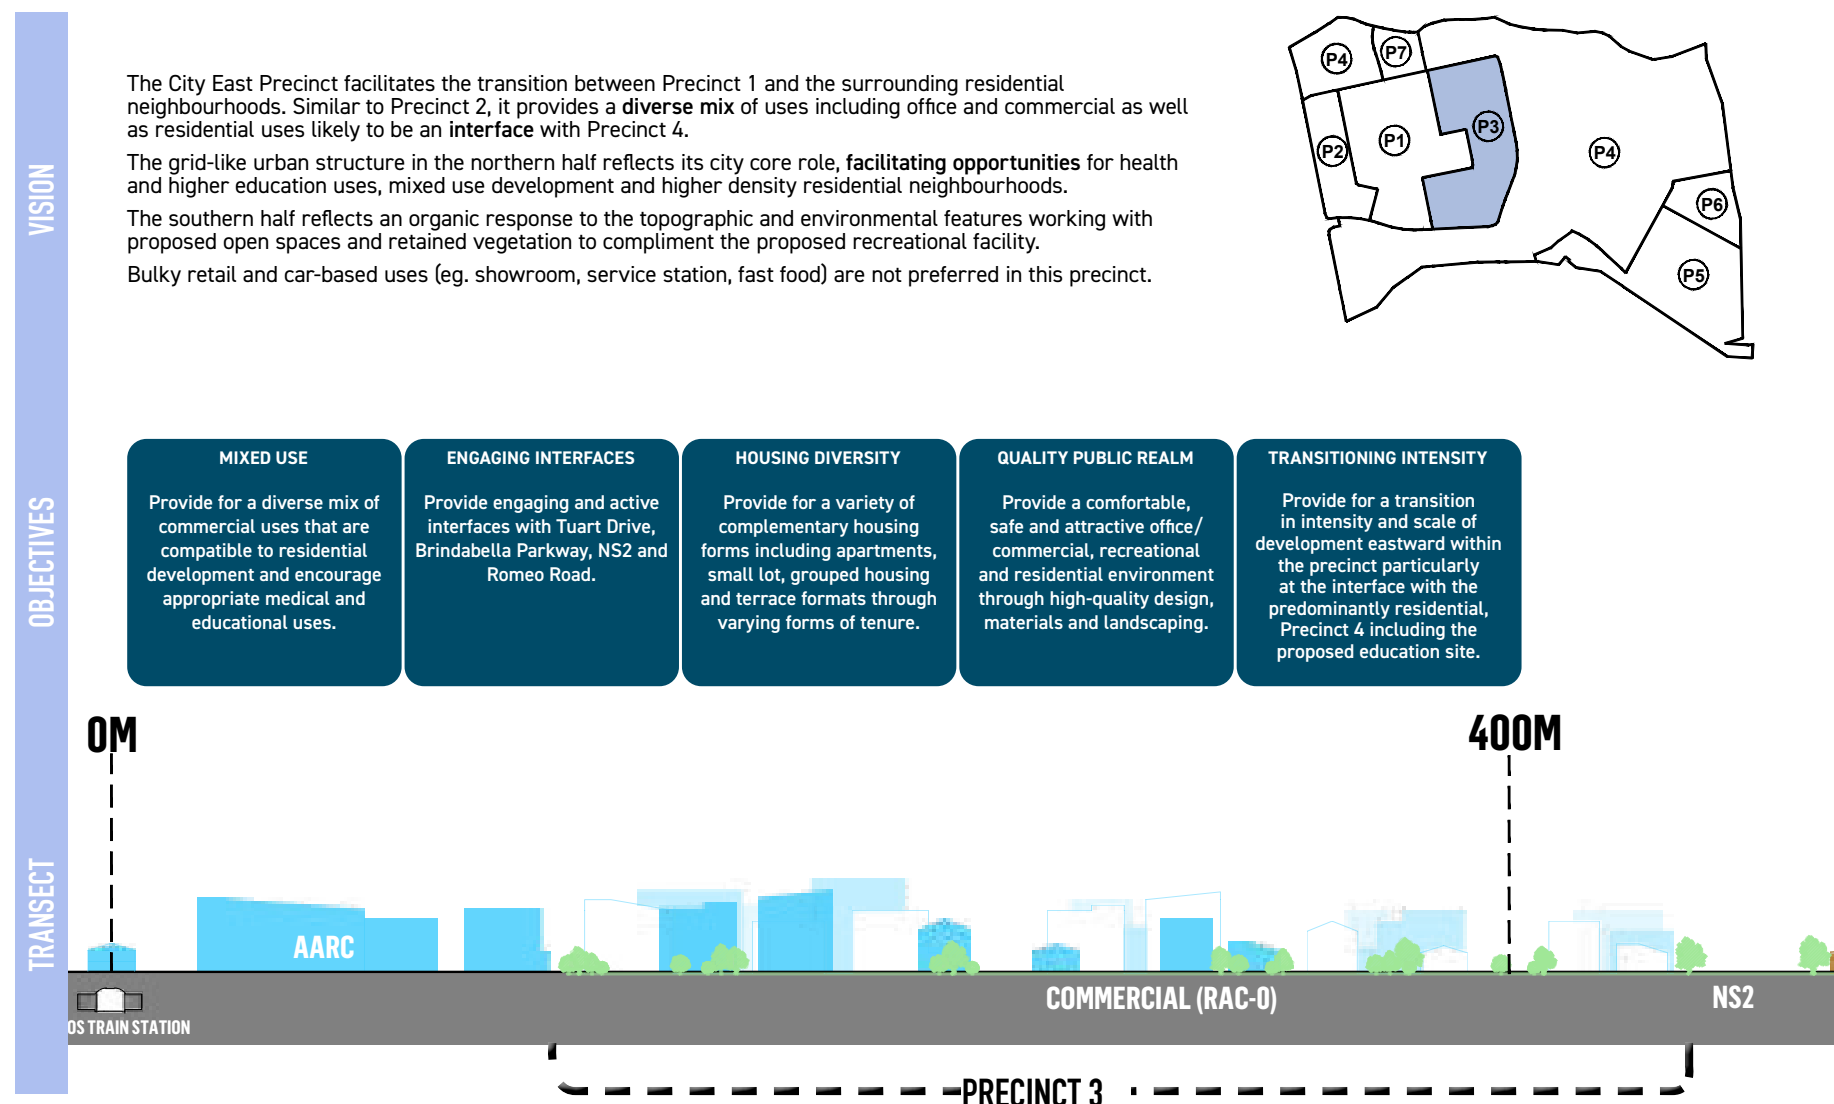 VISION
The City East Precinct facilitates the transition between Precinct 1 and the surrounding residential
neighbourhoods. Similar to Precinct 2, it provides a diverse mix of uses including office and commercial as well
as residential uses likely to be an interface with Precinct 4.
The grid-like urban structure in the northern half reflects its city core role, facilitating opportunities for health
and higher education uses, mixed use development and higher density residential neighbourhoods.
The southern half reflects an organic response to the topographic and environmental features working with
proposed open spaces and retained vegetation to compliment the proposed recreational facility.
Bulky retail and car-based uses (eg. showroom, service station, fast food) are not preferred in this precinct.
P4
P7
P3
P1
P2
P4
P6
P5
OBJECTIVES
MIXED USE
Provide for a diverse mix of
commercial uses that are
compatible to residential
development and encourage
appropriate medical and
educational uses.
ENGAGING INTERFACES
Provide engaging and active
interfaces with Tuart Drive,
Brindabella Parkway, NS2 and
Romeo Road.
HOUSING DIVERSITY
Provide for a variety of
complementary housing
forms including apartments,
small lot, grouped housing
and terrace formats through
varying forms of tenure.
QUALITY PUBLIC REALM
Provide a comfortable,
safe and attractive office/
commercial, recreational
and residential environment
through high-quality design,
materials and landscaping.
TRANSITIONING INTENSITY
Provide for a transition
in intensity and scale of
development eastward within
the precinct particularly
at the interface with the
predominantly residential,
Precinct 4 including the
proposed education site.
TRANSECT
0M
400M
AARC
COMMERCIAL (RAC-0)
NS2
OS TRAIN STATION
PRECINCT 3